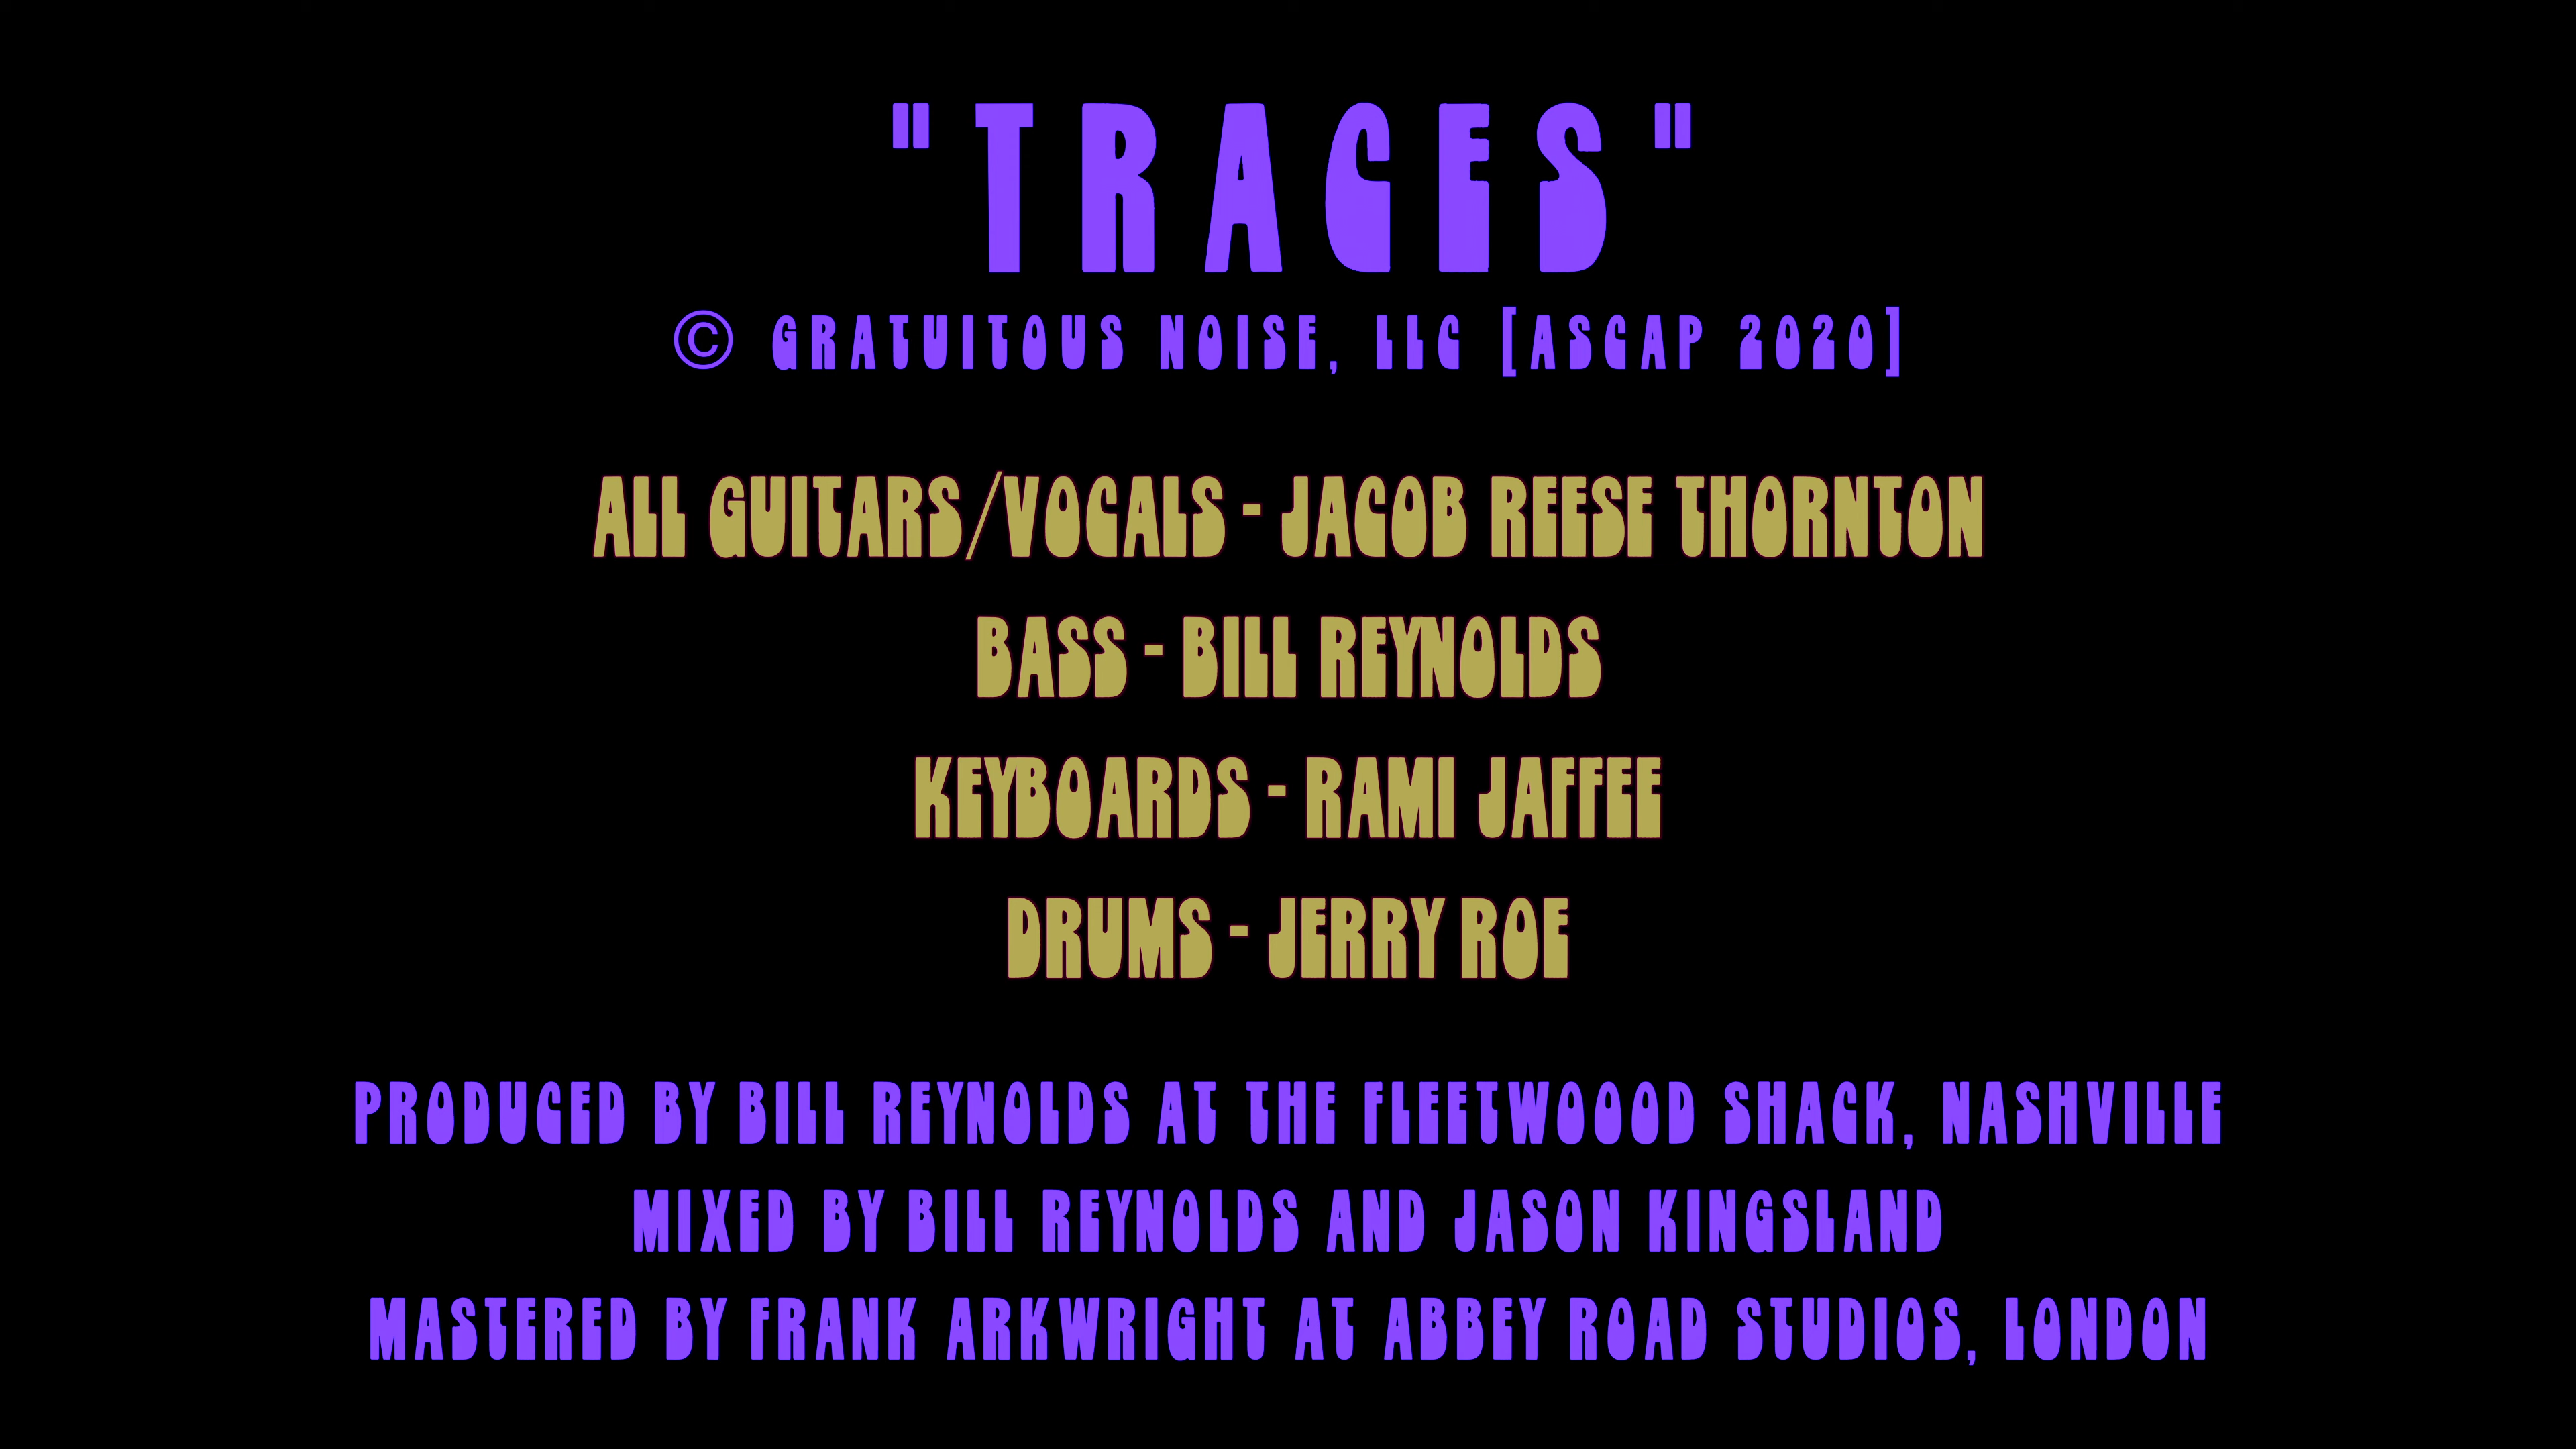 "TRACES"
© GRATUITOUS NOISE, LLC [ASCAP 2020]
ALL GUITARS/VOCALS - JACOB REESE THORNTON
BASS - BILL REYNOLDS
KEYBOARDS - RAMI JAFFEE
DRUMS - JERRY ROE
PRODUCED BY BILL REYNOLDS AT THE FLEETWOOOD SHACK, NASHVILLE
MIXED BY BILL REYNOLDS AND JASON KINGSLAND
MASTERED BY FRANK ARKWRIGHT AT ABBEY ROAD STUDIOS, LONDON